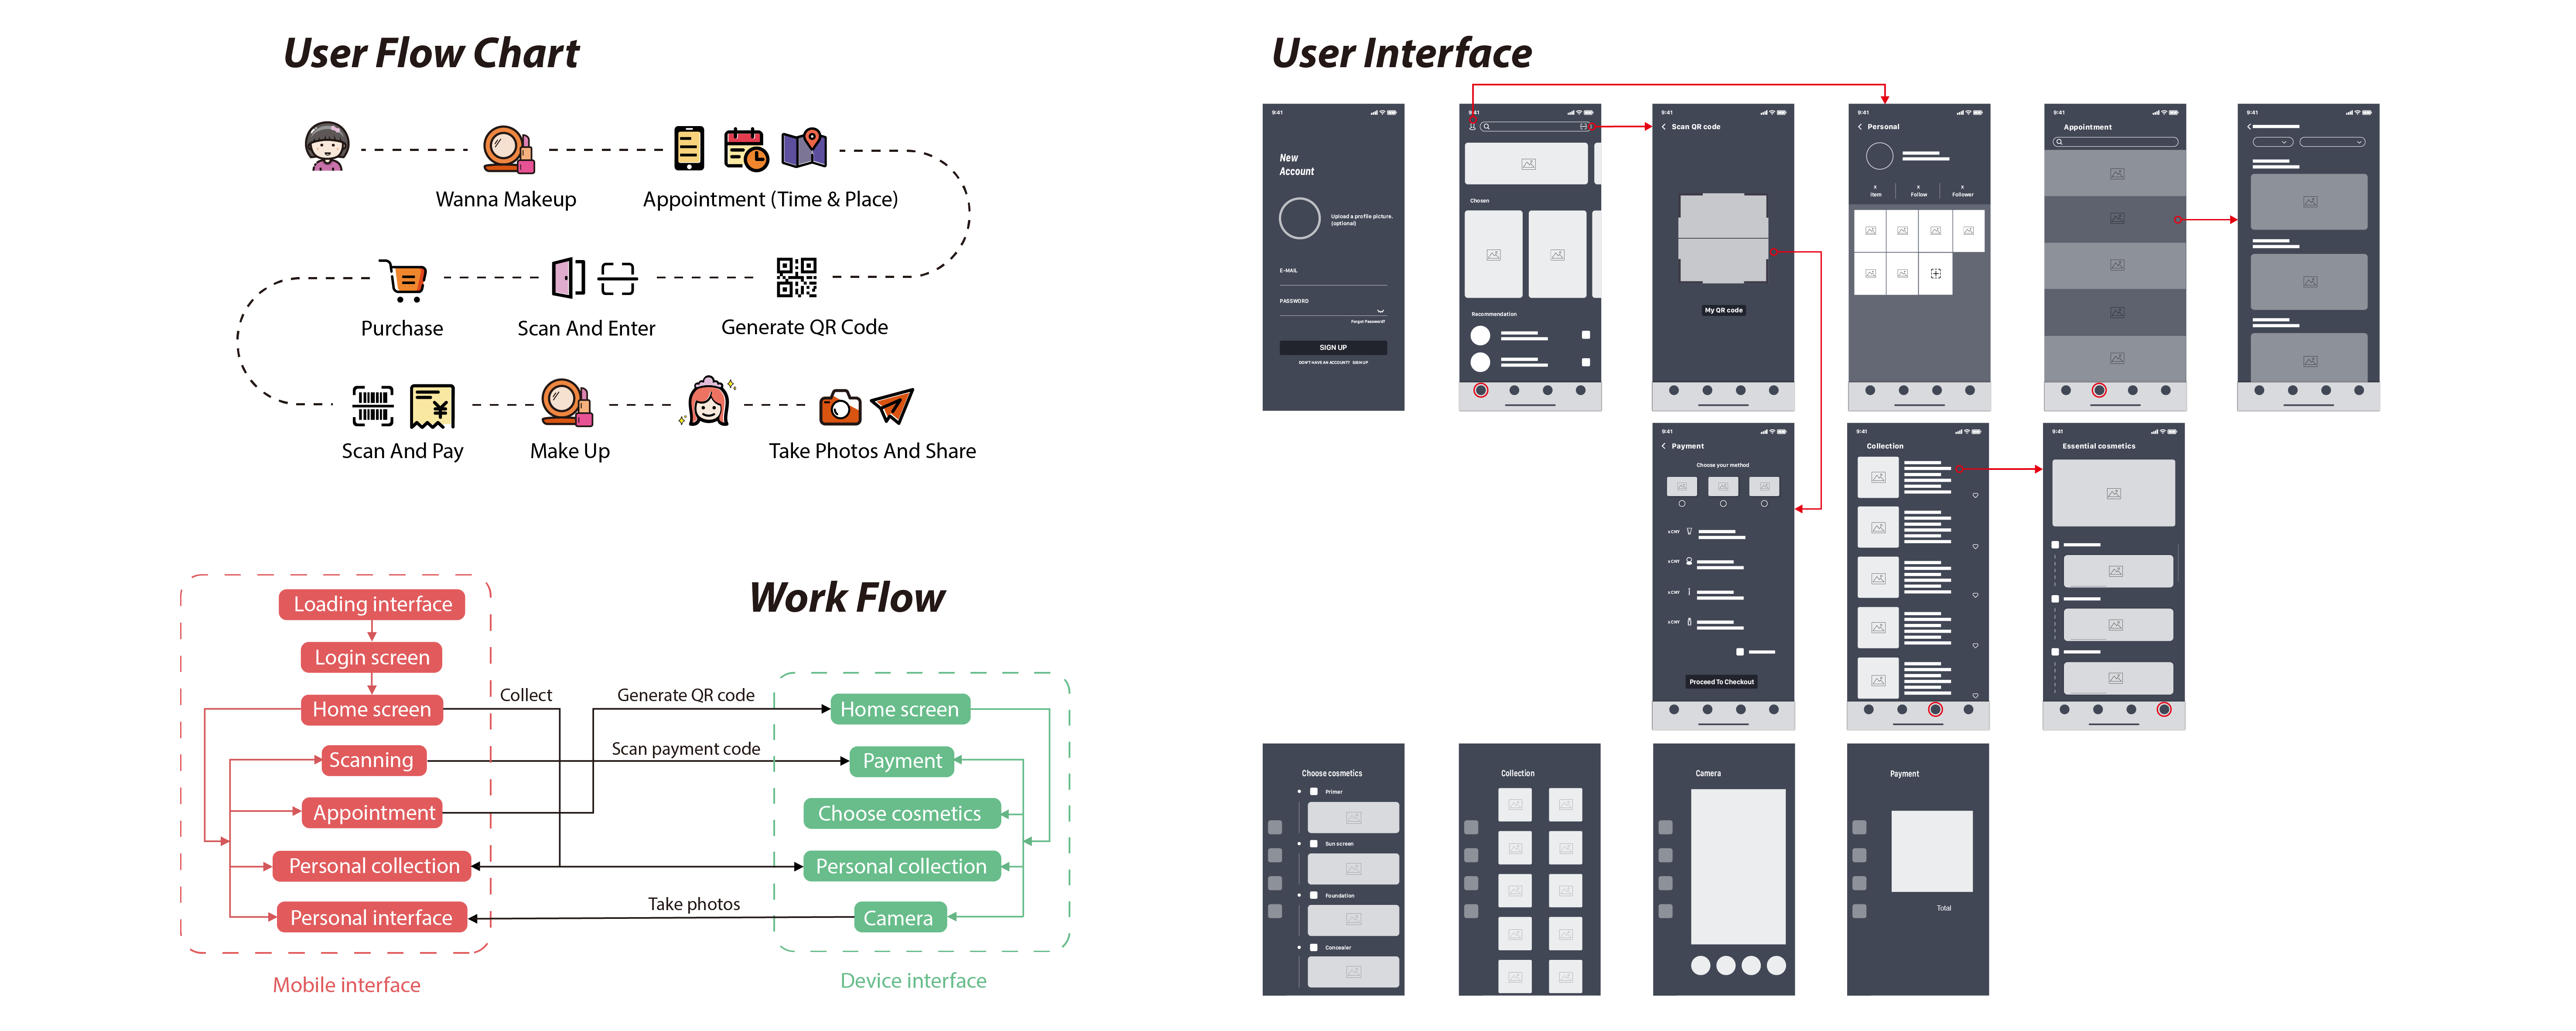 User Flow Chart
Wanna Makeup
Appointment (Time & Place)
Purchase
Scan And Enter
Generate QR Code
¥
Scan And Pay
Make Up
Take Photos And Share
Work Flow
Loading interface
Login screen
Home screen
Scanning
Appointment
Personal collection
Personal interface
Mobile interface
Collect
Generate QR code
Scan payment code
Take photos
Home screen
Payment
Choose cosmetics
Personal collection
Camera
Device interface
User Interface
9:41
New
Account
Upload a profile picture.
(optional)
E-MAIL
PASSWORD
Forgot Password?
SIGN UP
DON'T HAVE AN ACCOUNT? SIGN UP
9:41
Chosen
Recommendation
9:41
Scan QR code
My QR code
9:41
Personal
x x x
Item Follow Follower
9:41
Appointment
9:41
9:41
Payment
Choose your method
x CNY
x CNY
x CNY
x CNY
Proceed To Checkout
9:41
Collection
9:41
Essential cosmetics
Choose cosmetics
Primer
Sun screen
Foundation
Concealer
Collection
Camera
Payment
Total